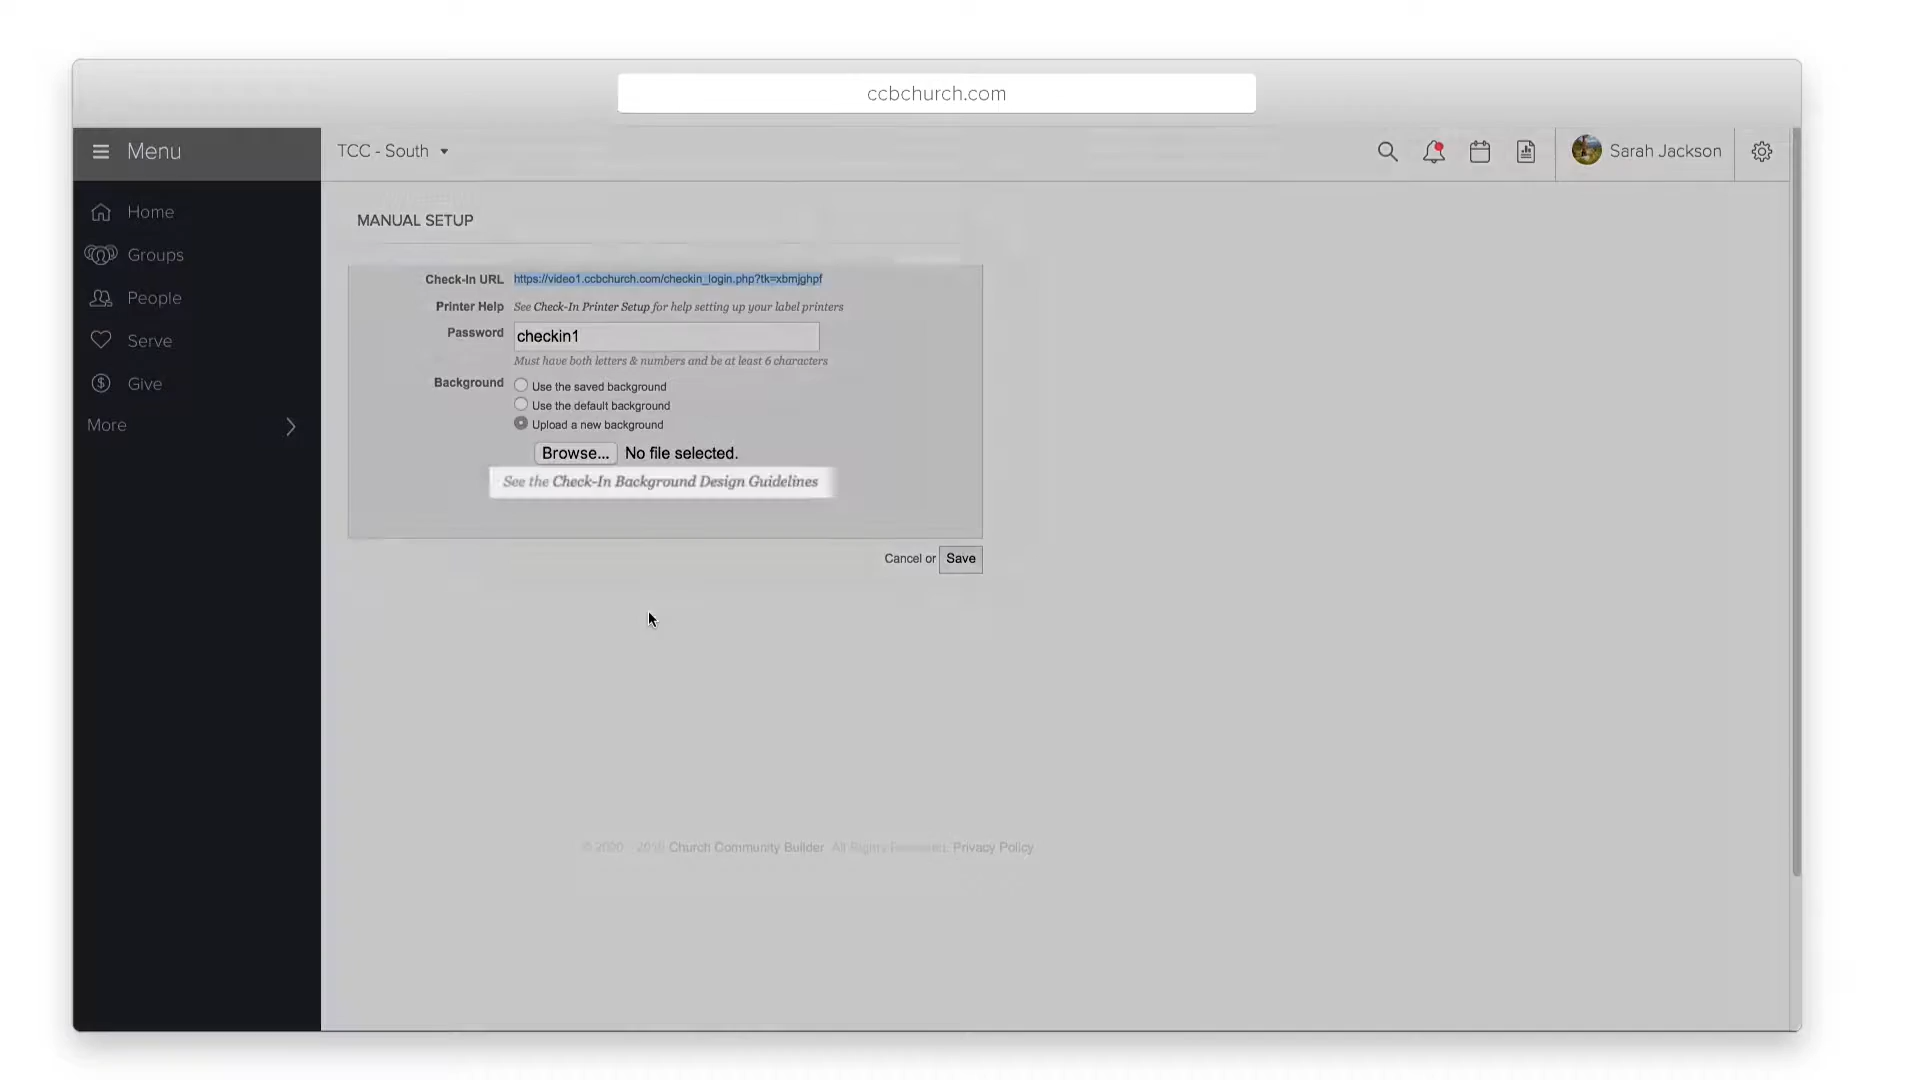 ccbchurch.com
Menu
TCC - South
Sarah Jackson
Home
Groups
People
Serve
Give
More
MANUAL SETUP
Check-In URL https://video1.ccbchurch.com/checkin_login.php?tk=xbmjghpf
Printer Help See Check-In Printer Setup for help setting up your label printers
Password checkin1
Must have both letters & numbers and be at least 6 characters
Background Use the saved background
Use the default background
Upload a new background
Browse... No file selected.
See the Check-In Background Design Guidelines
Cancel or Save
Church Community Builder All Rights Reserved. Privacy Policy